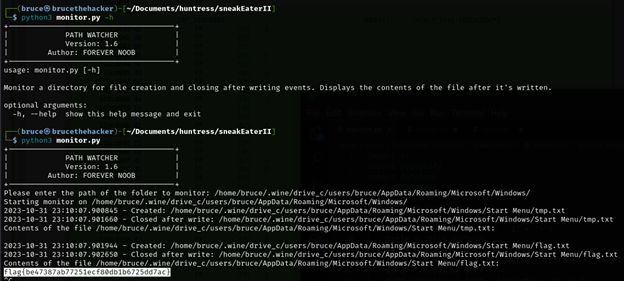 ┌──(bruce㉿brucethehacker)-[~/Documents/huntress/sneakEaterII]
└─$ python3 monitor.py -h
+------------------------------------+
| PATH WATCHER |
| Version: 1.6 |
| Author: FOREVER NOOB |
+------------------------------------+
usage: monitor.py [-h]
Monitor a directory for file creation and closing after writing events. Displays the contents of the file after it's written.
optional arguments:
-h, --help show this help message and exit
┌──(bruce㉿brucethehacker)-[~/Documents/huntress/sneakEaterII]
└─$ python3 monitor.py
+------------------------------------+
| PATH WATCHER |
| Version: 1.6 |
| Author: FOREVER NOOB |
+------------------------------------+
Please enter the path of the folder to monitor: /home/bruce/.wine/drive_c/users/bruce/AppData/Roaming/Microsoft/Windows/
Starting monitor on /home/bruce/.wine/drive_c/users/bruce/AppData/Roaming/Microsoft/Windows/
2023-10-31 23:10:07.900845 - Created: /home/bruce/.wine/drive_c/users/bruce/AppData/Roaming/Microsoft/Windows/Start Menu/tmp.txt
2023-10-31 23:10:07.901660 - Closed after write: /home/bruce/.wine/drive_c/users/bruce/AppData/Roaming/Microsoft/Windows/Start Menu/tmp.txt
Contents of the file /home/bruce/.wine/drive_c/users/bruce/AppData/Roaming/Microsoft/Windows/Start Menu/tmp.txt:
2023-10-31 23:10:07.901944 - Created: /home/bruce/.wine/drive_c/users/bruce/AppData/Roaming/Microsoft/Windows/Start Menu/flag.txt
2023-10-31 23:10:07.902650 - Closed after write: /home/bruce/.wine/drive_c/users/bruce/AppData/Roaming/Microsoft/Windows/Start Menu/flag.txt
Contents of the file /home/bruce/.wine/drive_c/users/bruce/AppData/Roaming/Microsoft/Windows/Start Menu/flag.txt:
flag{be47387ab77251ecf80db1b6725dd7ac}